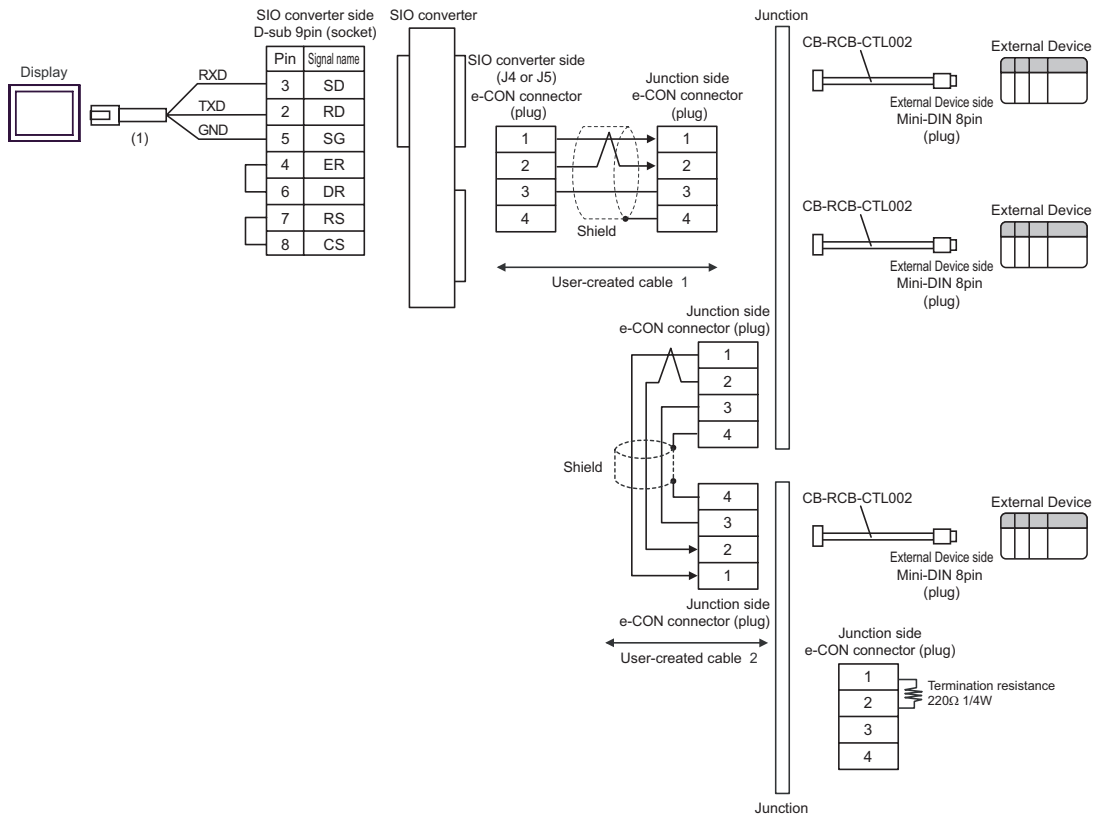 SIO converter side
D-sub 9pin (socket)
SIO converter
Junction
Display
(1)
RXD
TXD
GND
Pin Signal name
3 SD
2 RD
5 SG
4 ER
6 DR
7 RS
8 CS
SIO converter side
(J4 or J5)
e-CON connector
(plug)
1
2
3
4
Junction side
e-CON connector
(plug)
1
2
3
4
Shield
User-created cable 1
CB-RCB-CTL002
External Device
External Device side
Mini-DIN 8pin
(plug)
CB-RCB-CTL002
External Device
External Device side
Mini-DIN 8pin
(plug)
Junction side
e-CON connector (plug)
1
2
3
4
Shield
4
3
2
1
Junction side
e-CON connector (plug)
User-created cable 2
CB-RCB-CTL002
External Device
External Device side
Mini-DIN 8pin
(plug)
Junction side
e-CON connector (plug)
1
2
3
4
Termination resistance
220Ω 1/4W
Junction